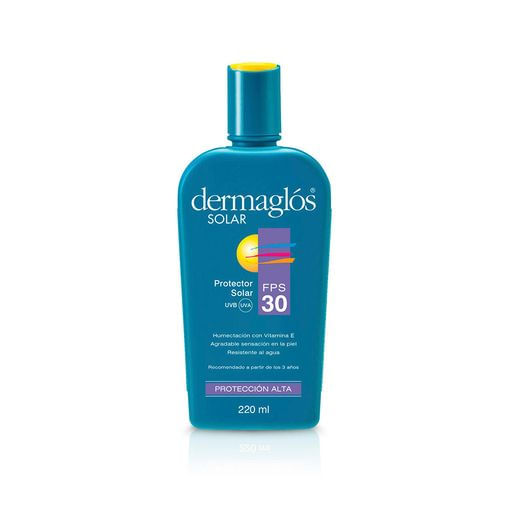 dermaglós®
SOLAR
Protector
Solar
UVB UVA
FPS
30
Humectación con Vitamina E
Agradable sensación en la piel
Resistente al agua
Recomendado a partir de los 3 años
PROTECCIÓN ALTA
220 ml